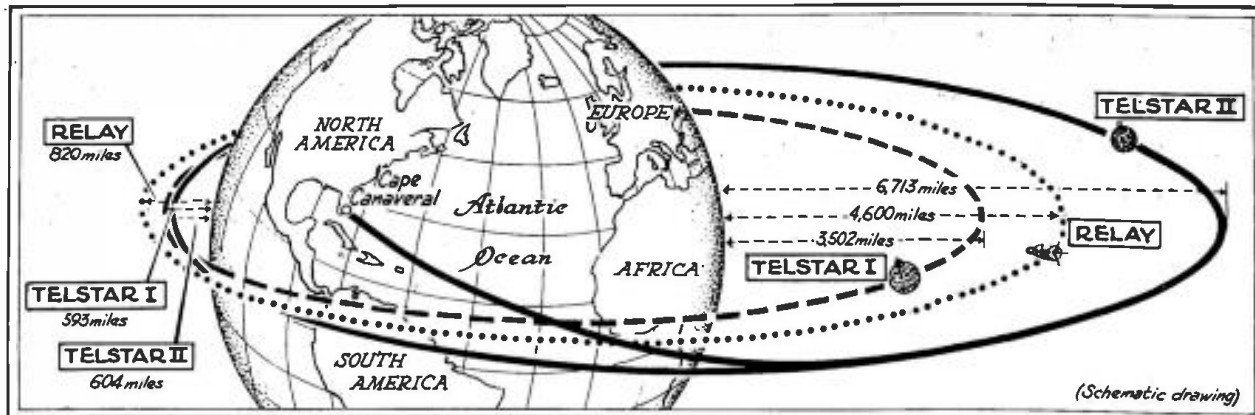 RELAY
820 miles
TELSTAR I
593 miles
TELSTAR II
604 miles
NORTH
AMERICA
Cape
Canaveral
Atlantic
Ocean
SOUTH
AMERICA
EUROPE
AFRICA
6,713 miles
4,600 miles
3,502 miles
TELSTAR I
TELSTAR II
RELAY
(Schematic drawing)